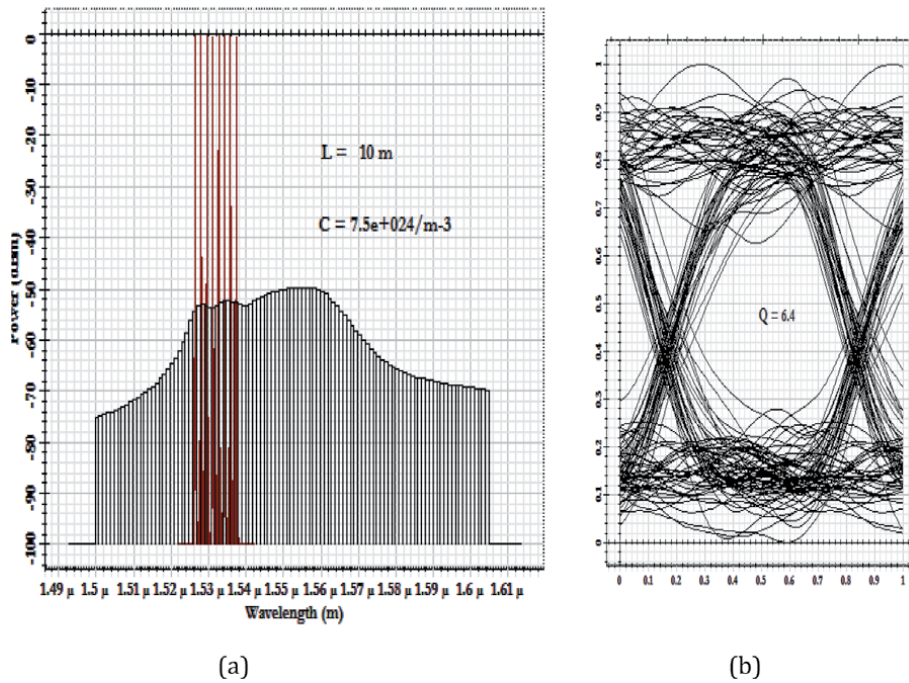 0
-10
-20
-30
-40
-50
-60
-70
-80
-90
-100
Power (dBm)
L = 10 m
C = 7.5e+024/m-3
1.49 µ 1.5 µ 1.51 µ 1.52 µ 1.53 µ 1.54 µ 1.55 µ 1.56 µ 1.57 µ 1.58 µ 1.59 µ 1.6 µ 1.61 µ
Wavelength (m)
(a)
1
0.9
0.8
0.7
0.6
0.5
0.4
0.3
0.2
0.1
0
Q = 6.4
0 0.1 0.2 0.3 0.4 0.5 0.6 0.7 0.8 0.9 1
(b)